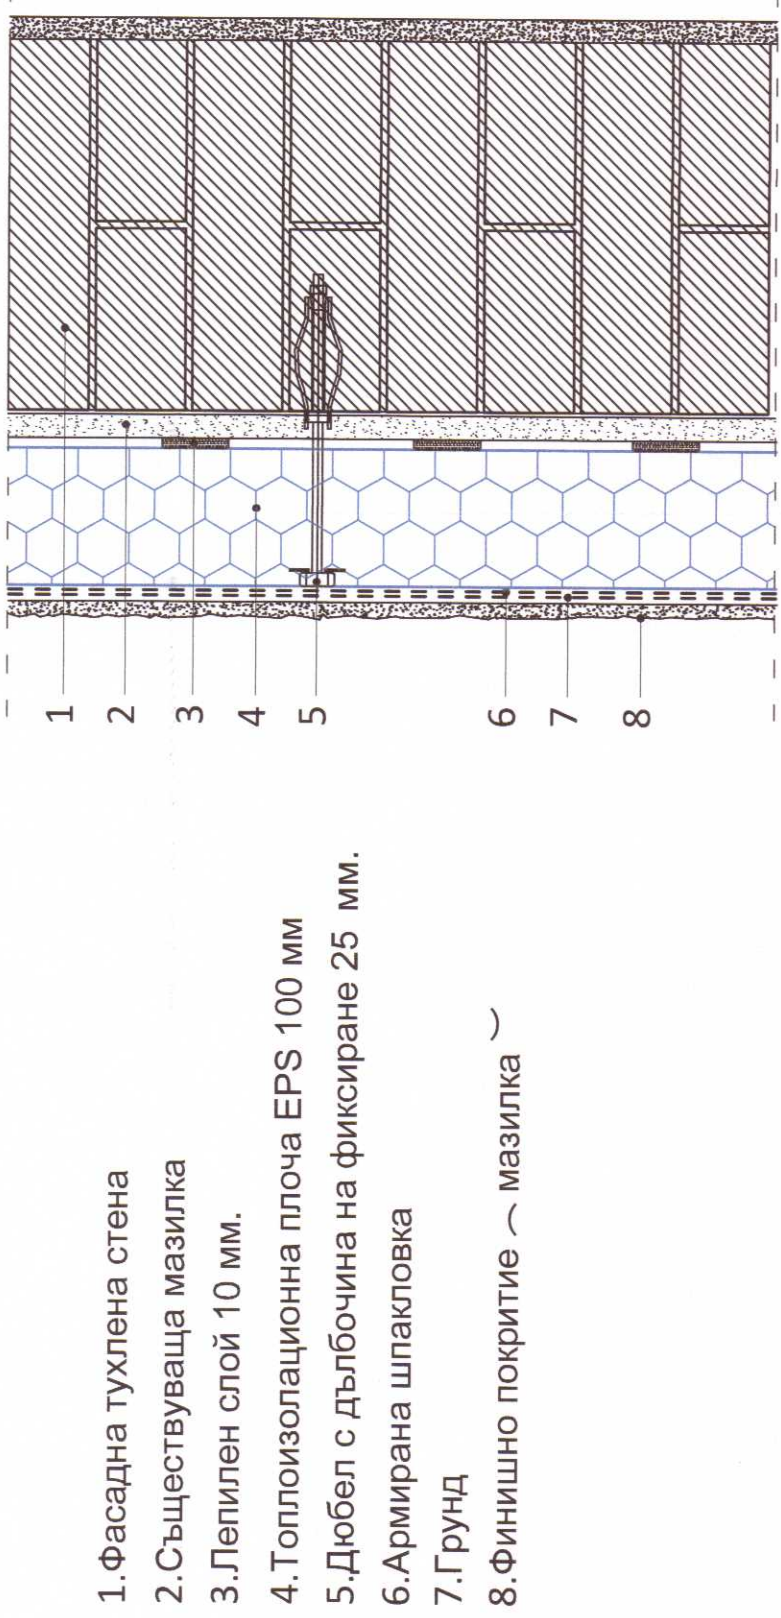 1
2
3
4
5
6
7
8
1.Фасадна тухлена стена
2.Съществуваща мазилка
3.Лепилен слой 10 мм.
4.Топлоизолационна плоча EPS 100 мм
5.Дюбел с дълбочина на фиксиране 25 мм.
6.Армирана шпакловка
7.Грунд
8.Финишно покритие ( мазилка )